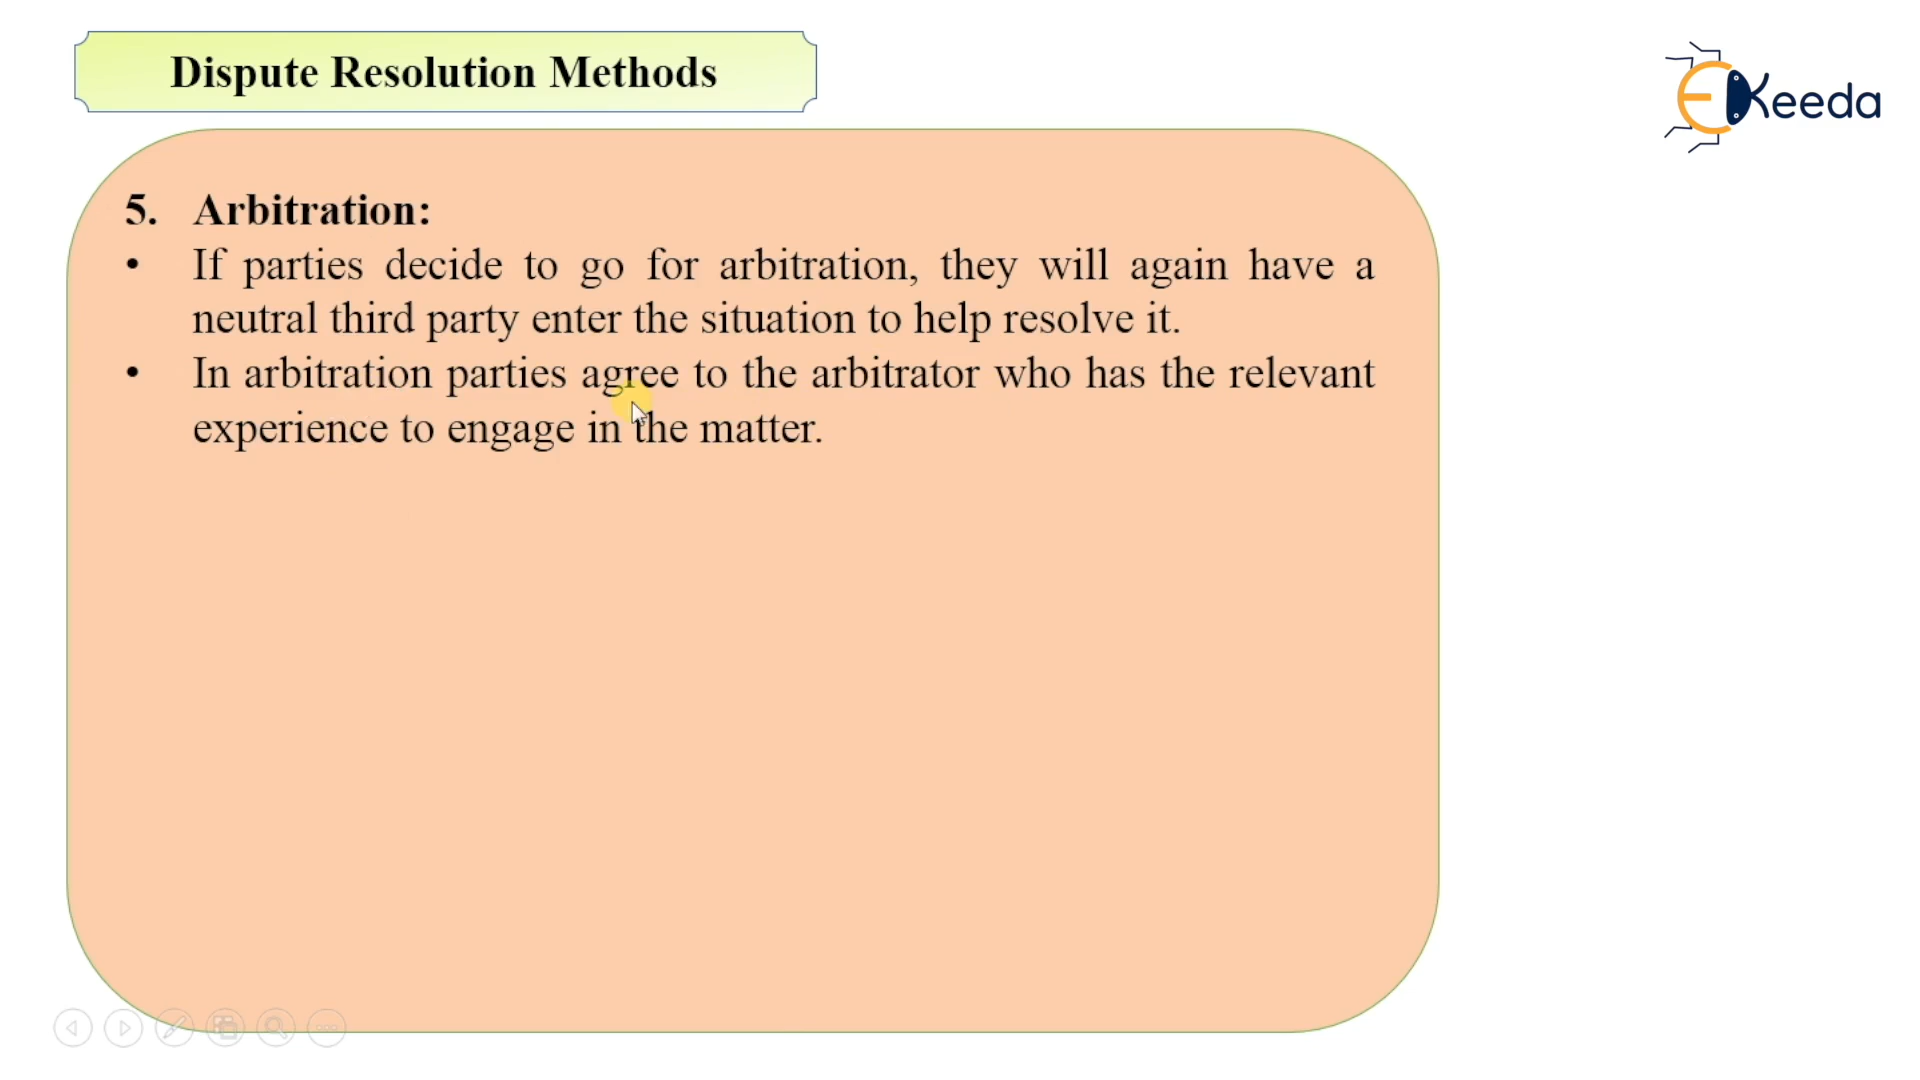 Dispute Resolution Methods
EKeeda
5. Arbitration:
• If parties decide to go for arbitration, they will again have a
neutral third party enter the situation to help resolve it.
• In arbitration parties agree to the arbitrator who has the relevant
experience to engage in the matter.